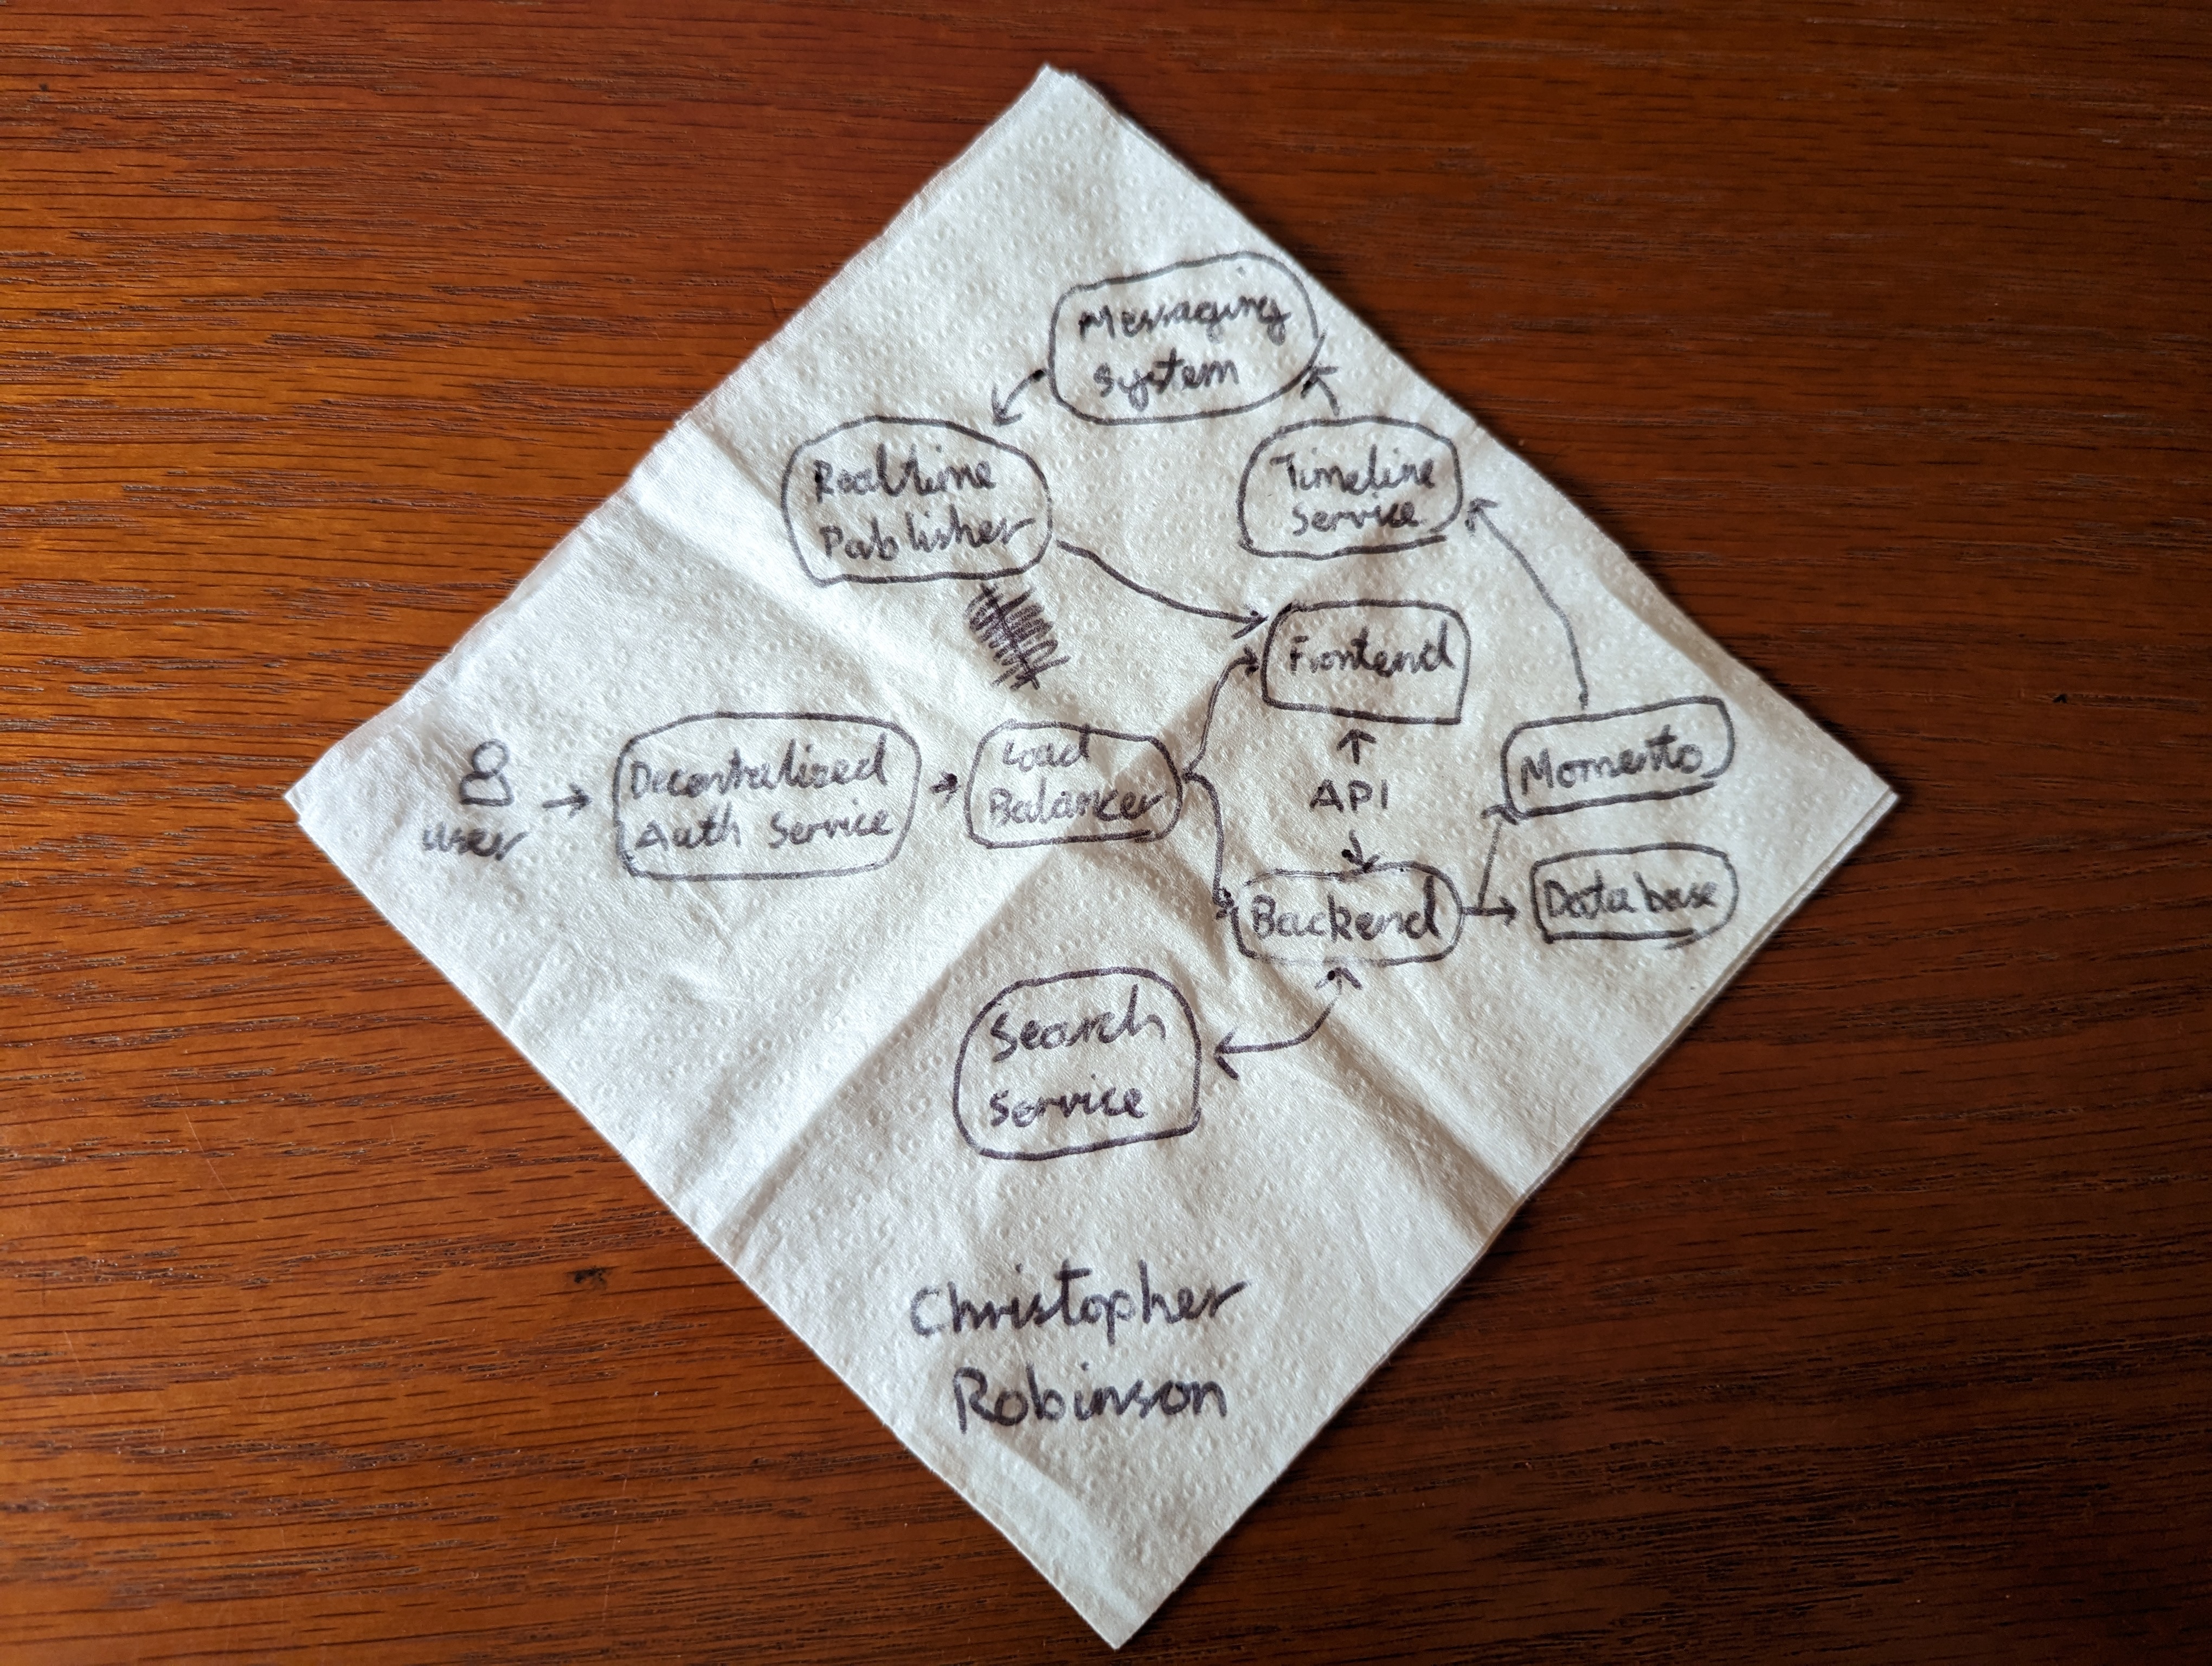 Messaging
System
Realtime
Publisher
Timeline
Service
Frontend
user
Decentralized
Auth Service
Load
Balancer
API
Momento
Backend
Database
Search
Service
Christopher
Robinson